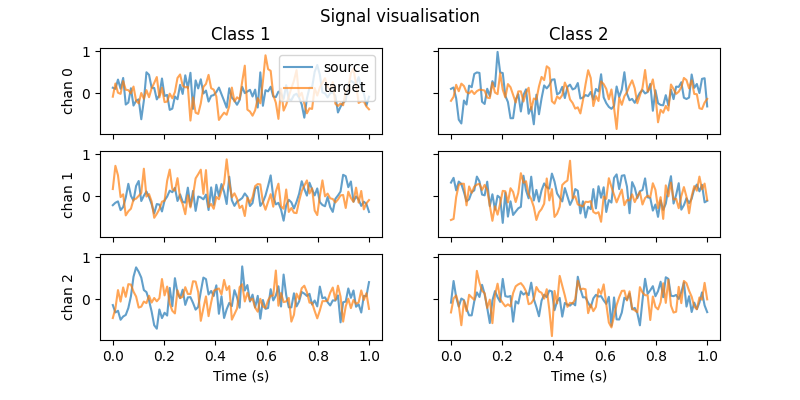 Signal visualisation
Class 1
Class 2
1
0
chan 0
source
target
1
0
chan 1
1
0
chan 2
0.0 0.2 0.4 0.6 0.8 1.0
0.0 0.2 0.4 0.6 0.8 1.0
Time (s)
Time (s)